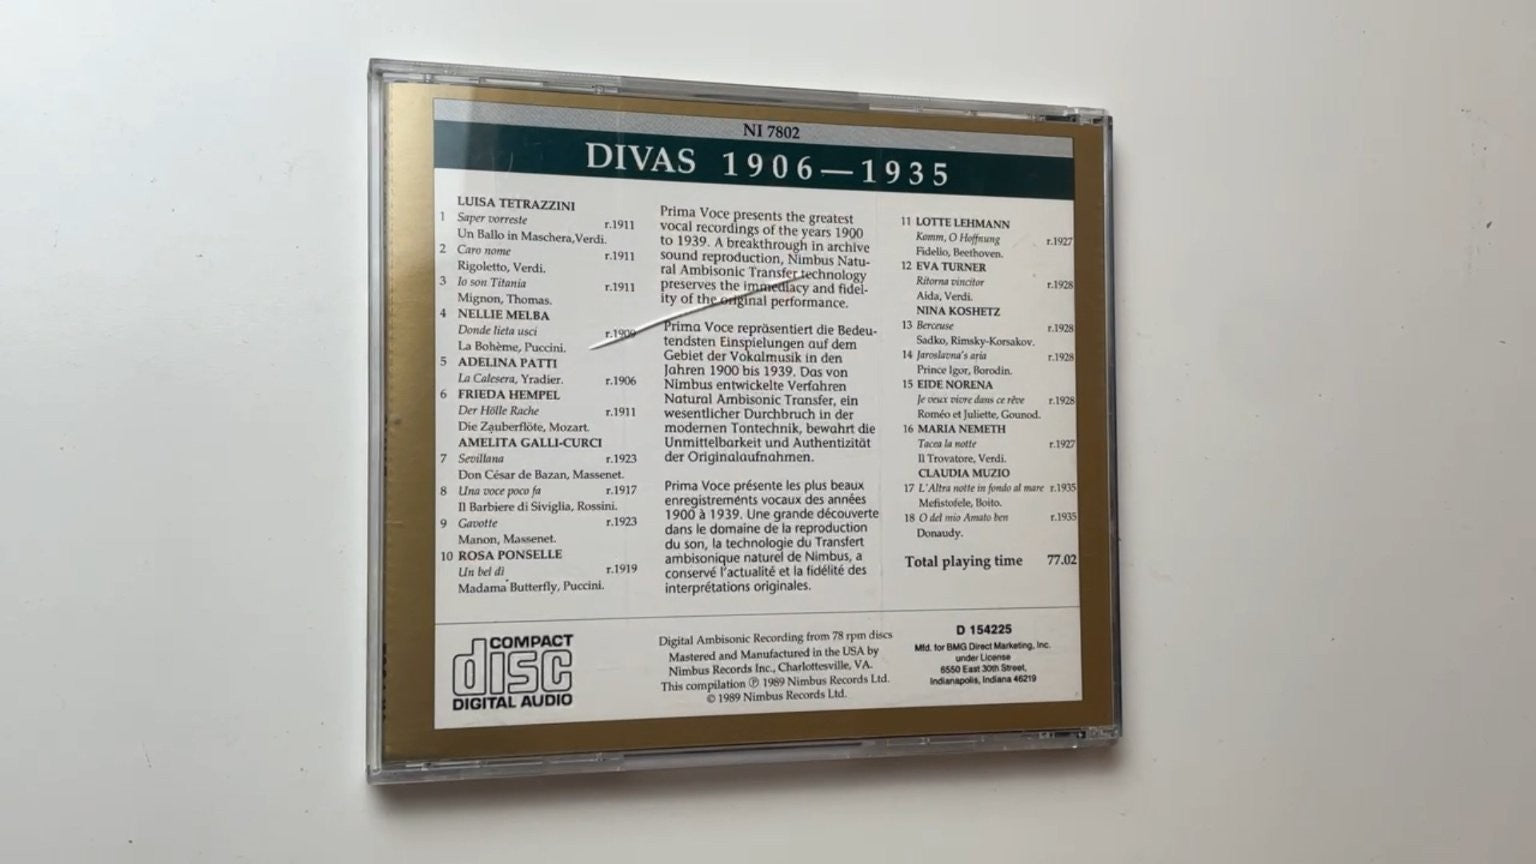 NI 7802
DIVAS 1906—1935
LUISA TETRAZZINI
1 Saper vorreste r.1911
Un Ballo in Maschera,Verdi.
2 Caro nome r.1911
Rigoletto, Verdi.
3 Io son Titania r.1911
Mignon, Thomas.
4 NELLIE MELBA
Donde lieta usci r.1909
La Bohème, Puccini.
5 ADELINA PATTI
La Calesera, Yradier. r.1906
6 FRIEDA HEMPEL
Der Hölle Rache r.1911
Die Zauberflöte, Mozart.
AMELITA GALLI-CURCI
7 Sevillana r.1923
Don César de Bazan, Massenet.
8 Una voce poco fa r.1917
Il Barbiere di Siviglia, Rossini.
9 Gavotte r.1923
Manon, Massenet.
10 ROSA PONSELLE
Un bel dì r.1919
Madama Butterfly, Puccini.
Prima Voce presents the greatest
vocal recordings of the years 1900
to 1939. A breakthrough in archive
sound reproduction, Nimbus Natu-
ral Ambisonic Transfer technology
preserves the immediacy and fidel-
ity of the original performance.
Prima Voce repräsentiert die Bedeu-
tendsten Einspielungen auf dem
Gebiet der Vokalmusik in den
Jahren 1900 bis 1939. Das von
Nimbus entwickelte Verfahren
Natural Ambisonic Transfer, ein
wesentlicher Durchbruch in der
modernen Tontechnik, bewahrt die
Unmittelbarkeit und Authentizität
der Originalaufnahmen.
Prima Voce présente les plus beaux
enregistrements vocaux des années
1900 à 1939. Une grande découverte
dans le domaine de la reproduction
du son, la technologie du Transfert
ambisonique naturel de Nimbus, a
conservé l'actualité et la fidélité des
interprétations originales.
11 LOTTE LEHMANN
Komm, O Hoffnung r.1927
Fidelio, Beethoven.
12 EVA TURNER
Ritorna vincitor r.1928
Aida, Verdi.
NINA KOSHETZ
13 Berceuse r.1928
Sadko, Rimsky-Korsakov.
14 Jaroslavna's aria r.1928
Prince Igor, Borodin.
15 EIDE NORENA
Je veux vivre dans ce rêve r.1928
Roméo et Juliette, Gounod.
16 MARIA NEMETH
Tacea la notte r.1927
Il Trovatore, Verdi.
CLAUDIA MUZIO
17 L'Altra notte in fondo al mare r.1935
Mefistofele, Boito.
18 O del mio Amato ben r.1935
Donaudy.
Total playing time 77.02
COMPACT
disc
DIGITAL AUDIO
Digital Ambisonic Recording from 78 rpm discs
Mastered and Manufactured in the USA by
Nimbus Records Inc., Charlottesville, VA.
This compilation ℗ 1989 Nimbus Records Ltd.
© 1989 Nimbus Records Ltd.
D 154225
Mfd. for BMG Direct Marketing, Inc.
under License
6550 East 30th Street,
Indianapolis, Indiana 46219